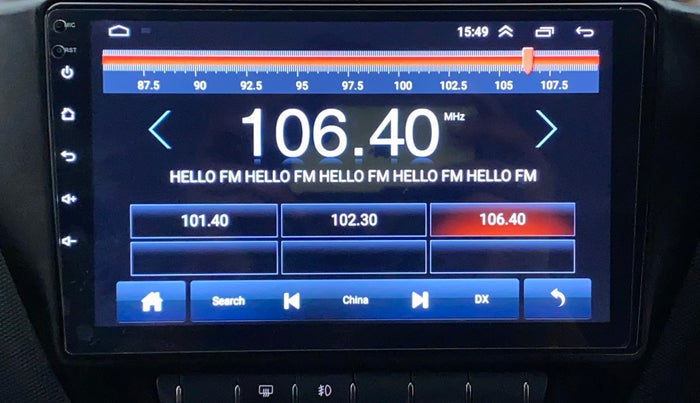 MIC
15:49
RST
87.5 90 92.5 95 97.5 100 102.5 105 107.5
106.40 MHz
HELLO FM HELLO FM HELLO FM HELLO FM HELLO FM
101.40 102.30 106.40
Search China DX